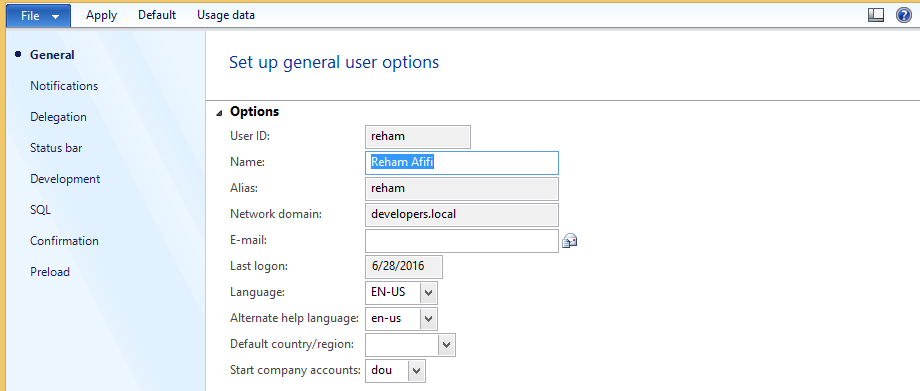 File Apply Default Usage data
General
Notifications
Delegation
Status bar
Development
SQL
Confirmation
Preload
Set up general user options
Options
User ID: reham
Name: Reham Afifi
Alias: reham
Network domain: developers.local
E-mail:
Last logon: 6/28/2016
Language: EN-US
Alternate help language: en-us
Default country/region:
Start company accounts: dou